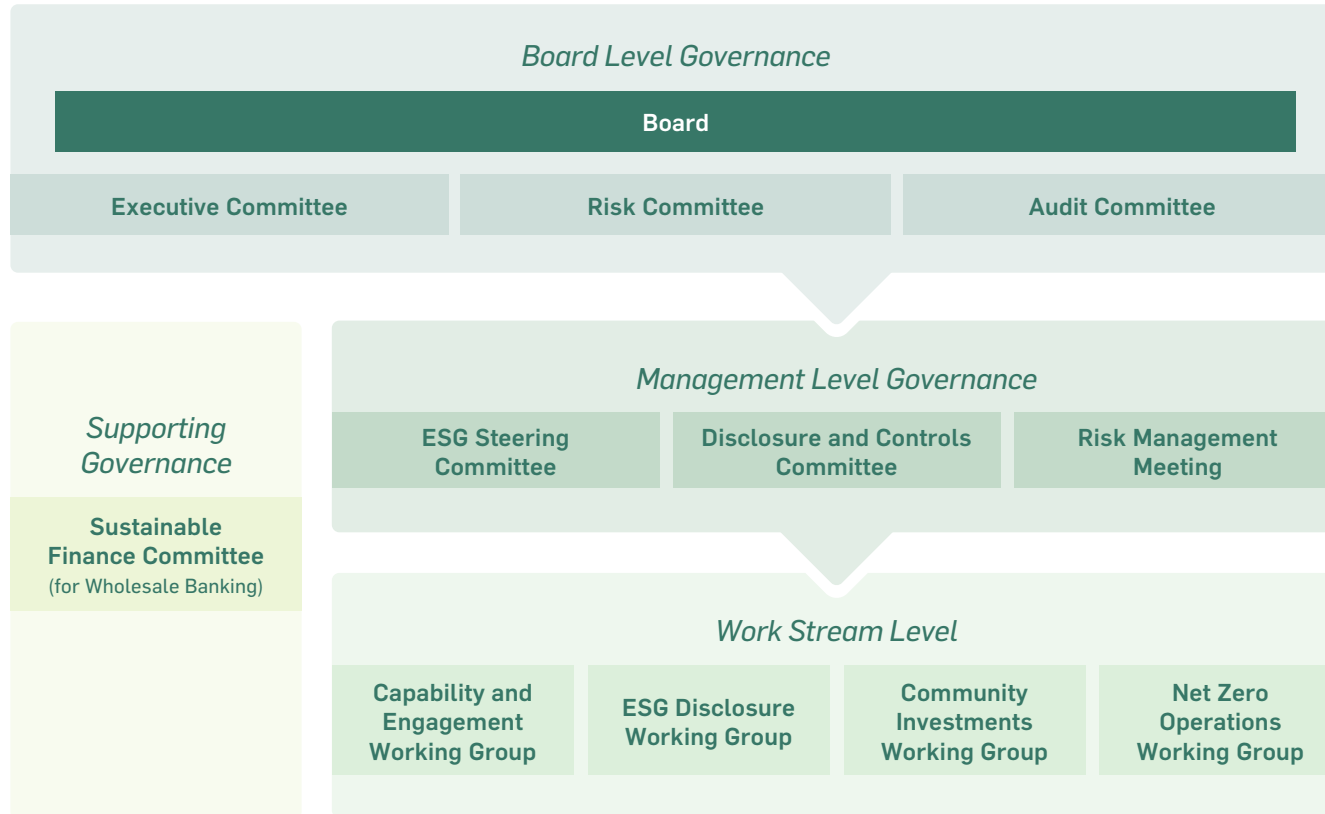 Board Level Governance
Board
Executive Committee
Risk Committee
Audit Committee
Supporting
Governance
Sustainable
Finance Committee
(for Wholesale Banking)
Management Level Governance
ESG Steering
Committee
Disclosure and Controls
Committee
Risk Management
Meeting
Work Stream Level
Capability and
Engagement
Working Group
ESG Disclosure
Working Group
Community
Investments
Working Group
Net Zero
Operations
Working Group